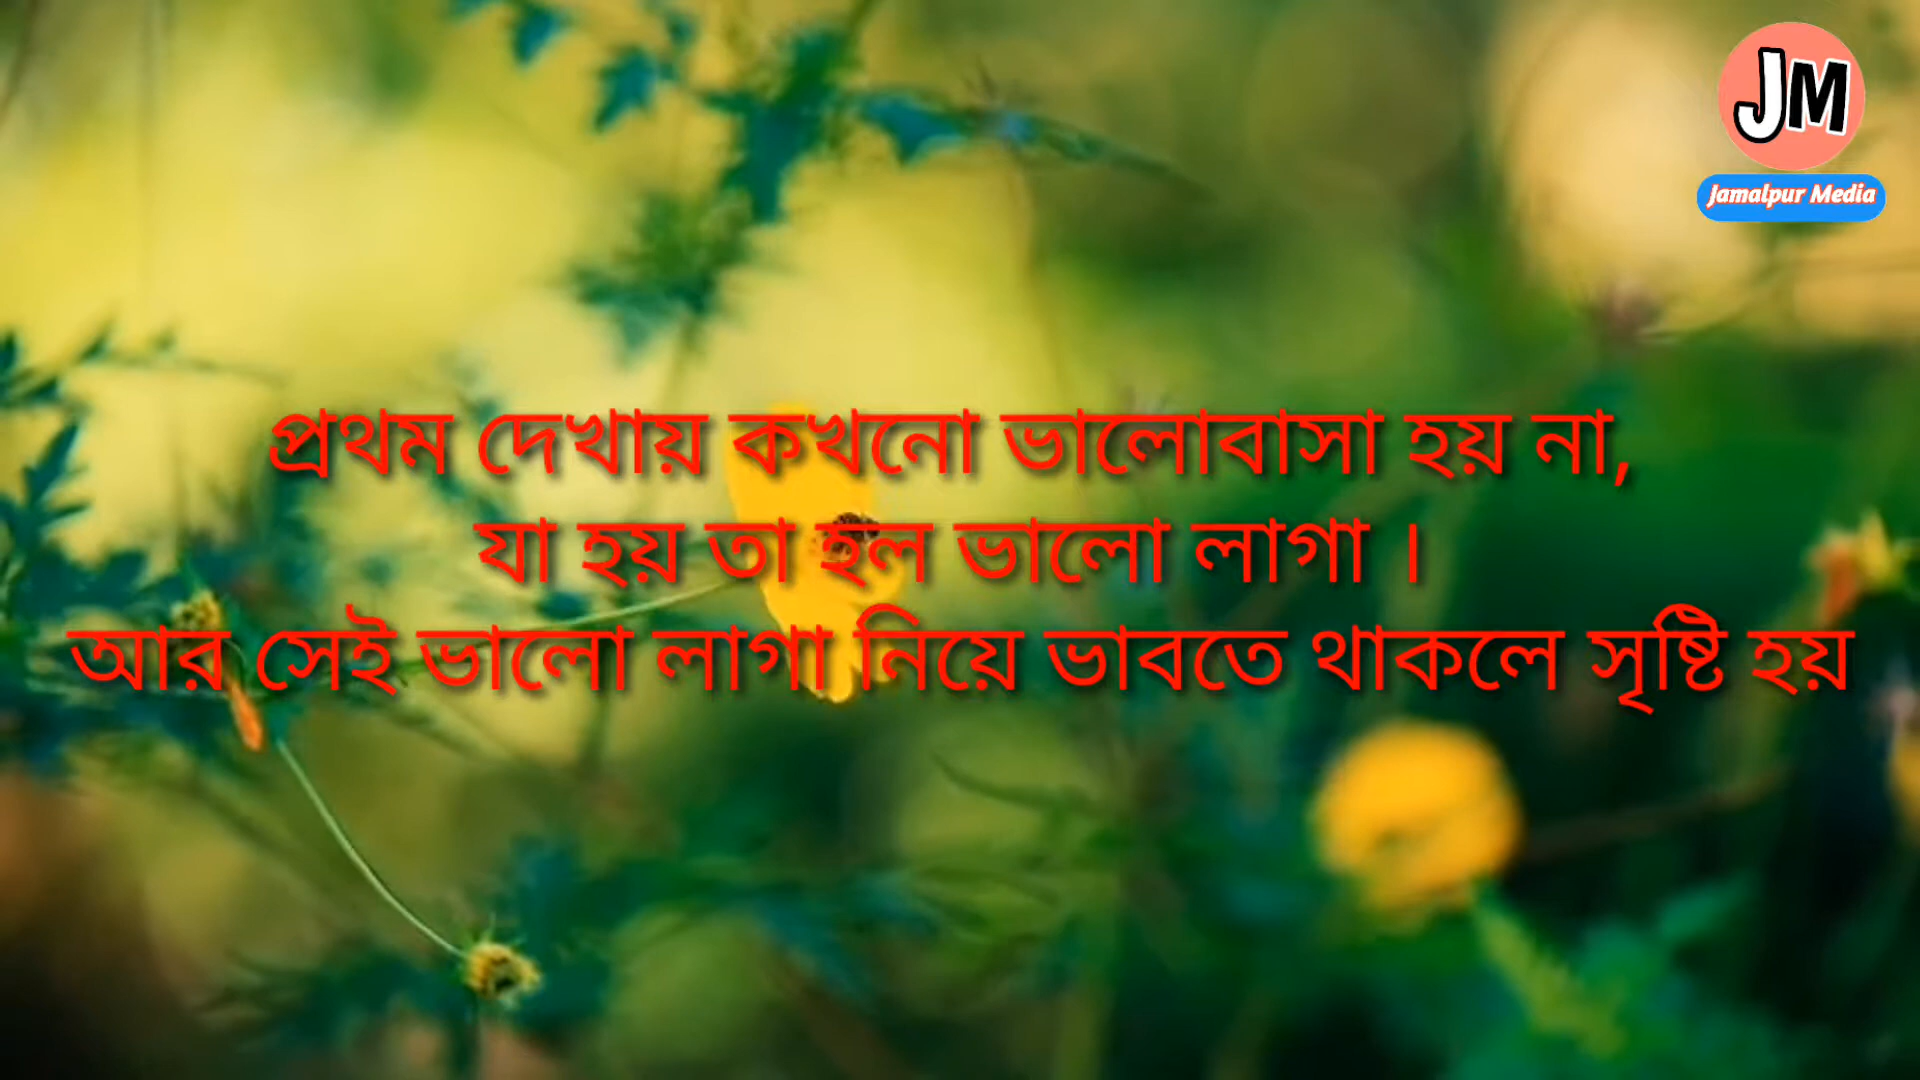 JM
Jamalpur Media
প্রথম দেখায় কখনো ভালোবাসা হয় না,
যা হয় তা হল ভালো লাগা ।
আর সেই ভালো লাগা নিয়ে ভাবতে থাকলে সৃষ্টি হয়